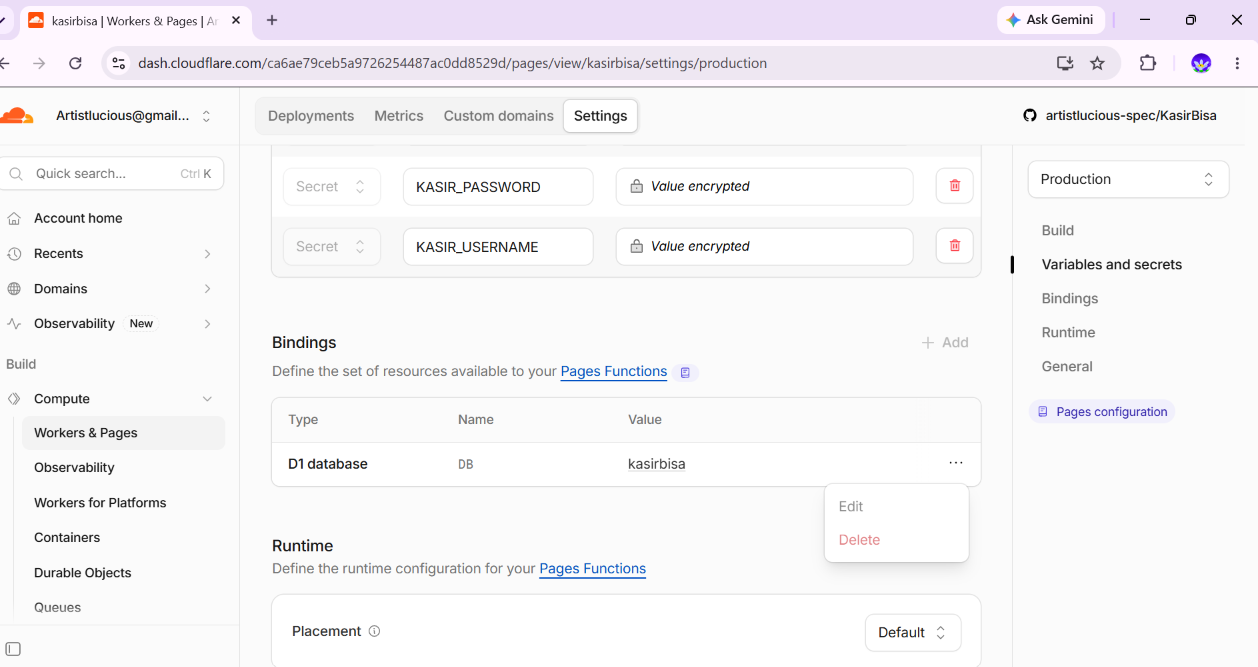 kasirbisa | Workers & Pages | Ar
Ask Gemini
dash.cloudflare.com/ca6ae79ceb5a9726254487ac0dd8529d/pages/view/kasirbisa/settings/production
Artistlucious@gmail...
Deployments Metrics Custom domains Settings
artistlucious-spec/KasirBisa
Quick search... Ctrl K
Account home
Recents
Domains
Observability New
Build
Compute
Workers & Pages
Observability
Workers for Platforms
Containers
Durable Objects
Queues
Secret KASIR_PASSWORD Value encrypted
Secret KASIR_USERNAME Value encrypted
Bindings + Add
Define the set of resources available to your Pages Functions
Type Name Value
D1 database DB kasirbisa ...
Edit
Delete
Runtime
Define the runtime configuration for your Pages Functions
Placement Default
Production
Build
Variables and secrets
Bindings
Runtime
General
Pages configuration